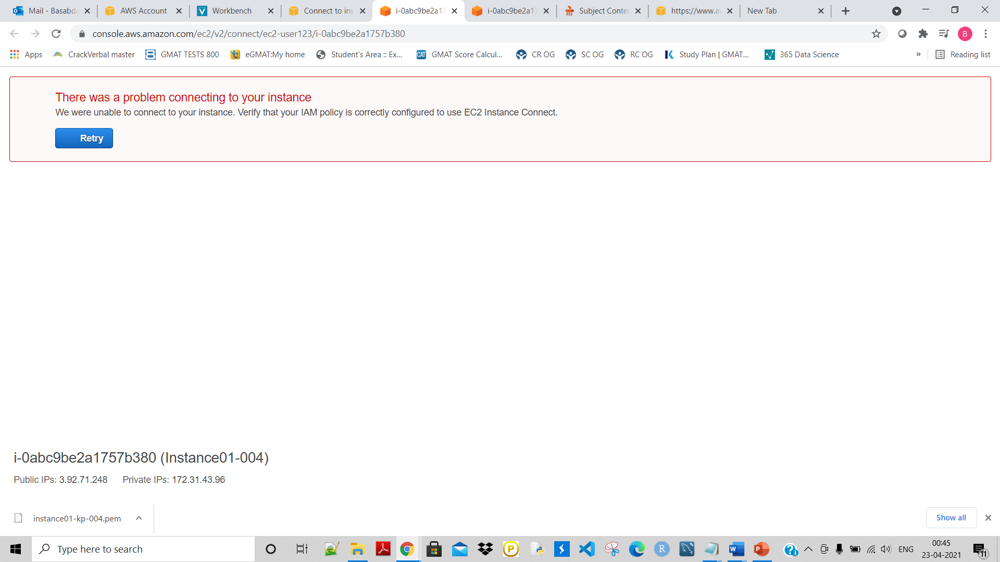 Mail - Basabda
AWS Account
Workbench
Connect to ins
i-0abc9be2a17
i-0abc9be2a17
Subject Conte
https://www.a
New Tab
console.aws.amazon.com/ec2/v2/connect/ec2-user123/i-0abc9be2a1757b380
B
Apps
CrackVerbal master
GMAT TESTS 800
eGMAT:My home
Student's Area :: Ex...
CAT
GMAT Score Calcul...
CR OG
SC OG
RC OG
Study Plan | GMAT...
365 Data Science
»
Reading list
There was a problem connecting to your instance
We were unable to connect to your instance. Verify that your IAM policy is correctly configured to use EC2 Instance Connect.
Retry
i-0abc9be2a1757b380 (Instance01-004)
Public IPs: 3.92.71.248 Private IPs: 172.31.43.96
instance01-kp-004.pem
Show all
Type here to search
ENG
00:45
23-04-2021
11